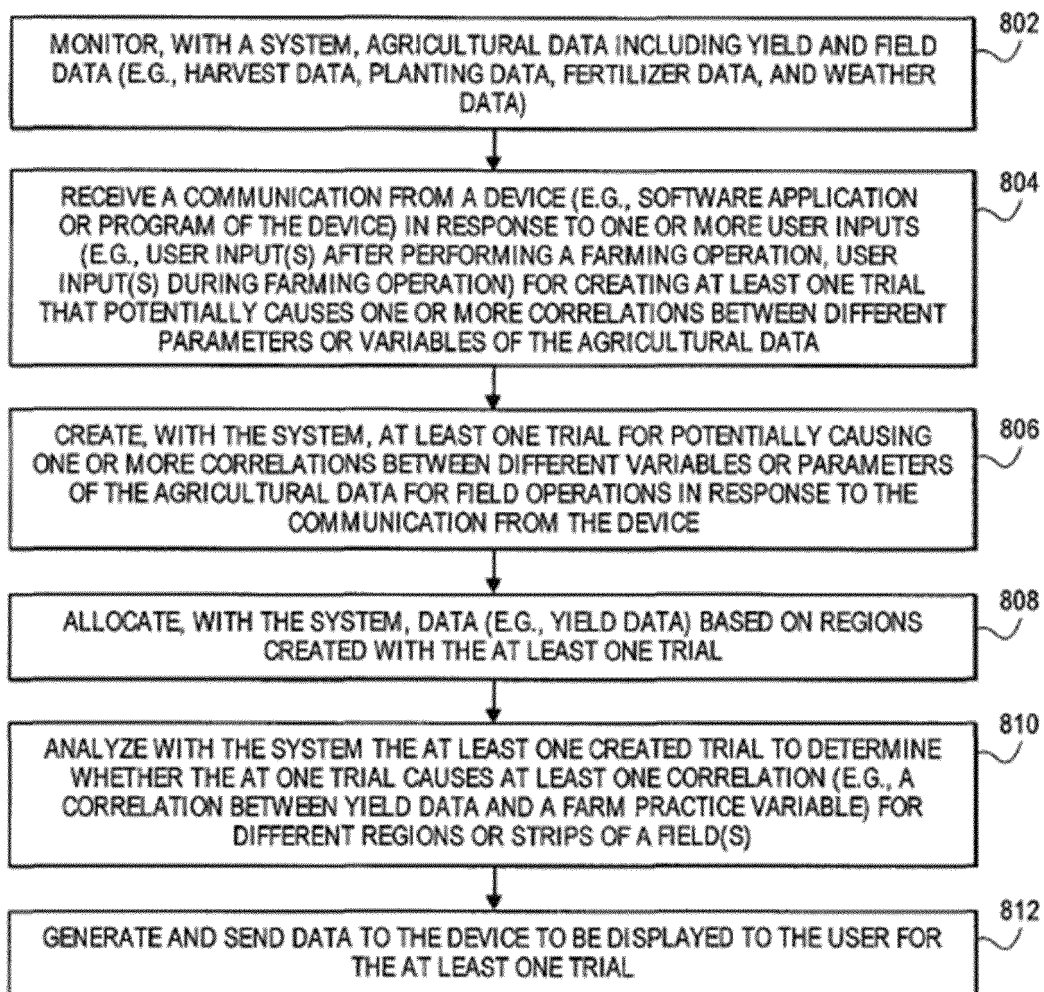 802
MONITOR, WITH A SYSTEM, AGRICULTURAL DATA INCLUDING YIELD AND FIELD
DATA (E.G., HARVEST DATA, PLANTING DATA, FERTILIZER DATA, AND WEATHER
DATA)
804
RECEIVE A COMMUNICATION FROM A DEVICE (E.G., SOFTWARE APPLICATION
OR PROGRAM OF THE DEVICE) IN RESPONSE TO ONE OR MORE USER INPUTS
(E.G., USER INPUT(S) AFTER PERFORMING A FARMING OPERATION, USER
INPUT(S) DURING FARMING OPERATION) FOR CREATING AT LEAST ONE TRIAL
THAT POTENTIALLY CAUSES ONE OR MORE CORRELATIONS BETWEEN DIFFERENT
PARAMETERS OR VARIABLES OF THE AGRICULTURAL DATA
806
CREATE, WITH THE SYSTEM, AT LEAST ONE TRIAL FOR POTENTIALLY CAUSING
ONE OR MORE CORRELATIONS BETWEEN DIFFERENT VARIABLES OR PARAMETERS
OF THE AGRICULTURAL DATA FOR FIELD OPERATIONS IN RESPONSE TO THE
COMMUNICATION FROM THE DEVICE
808
ALLOCATE, WITH THE SYSTEM, DATA (E.G., YIELD DATA) BASED ON REGIONS
CREATED WITH THE AT LEAST ONE TRIAL
810
ANALYZE WITH THE SYSTEM THE AT LEAST ONE CREATED TRIAL TO DETERMINE
WHETHER THE AT ONE TRIAL CAUSES AT LEAST ONE CORRELATION (E.G., A
CORRELATION BETWEEN YIELD DATA AND A FARM PRACTICE VARIABLE) FOR
DIFFERENT REGIONS OR STRIPS OF A FIELD(S)
812
GENERATE AND SEND DATA TO THE DEVICE TO BE DISPLAYED TO THE USER FOR
THE AT LEAST ONE TRIAL